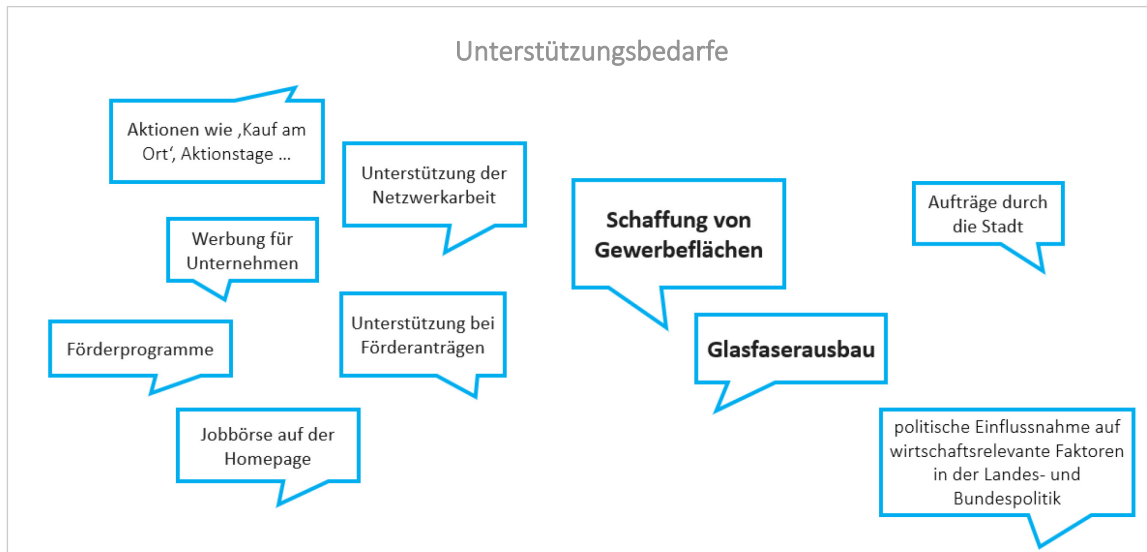 Unterstützungsbedarfe
Aktionen wie ‚Kauf am
Ort‘, Aktionstage ...
Unterstützung der
Netzwerkarbeit
Werbung für
Unternehmen
Förderprogramme
Unterstützung bei
Förderanträgen
Jobbörse auf der
Homepage
Schaffung von
Gewerbeflächen
Glasfaserausbau
Aufträge durch
die Stadt
politische Einflussnahme auf
wirtschaftsrelevante Faktoren
in der Landes- und
Bundespolitik